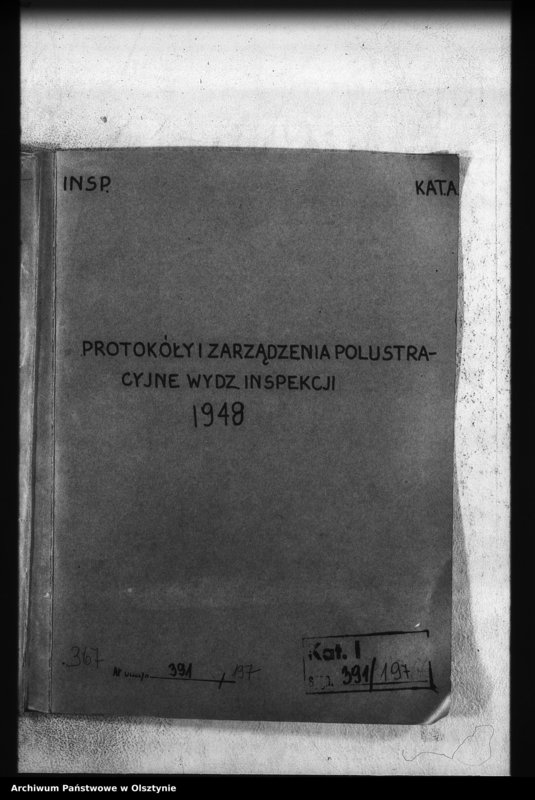 INSP. KAT.A
PROTOKÓŁY I ZARZĄDZENIA POLUSTRA-
CYJNE WYDZ. INSPEKCJI
1948
367
391/197
Kat. I
391/197
Archiwum Państwowe w Olsztynie